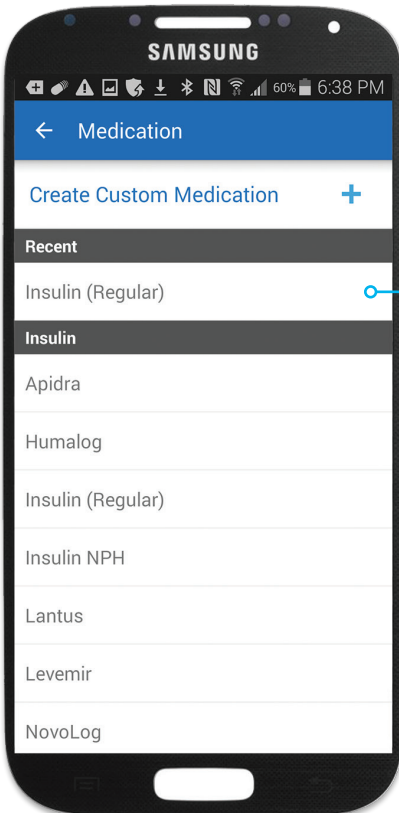 SAMSUNG
60% 6:38 PM
Medication
Create Custom Medication +
Recent
Insulin (Regular)
Insulin
Apidra
Humalog
Insulin (Regular)
Insulin NPH
Lantus
Levemir
NovoLog